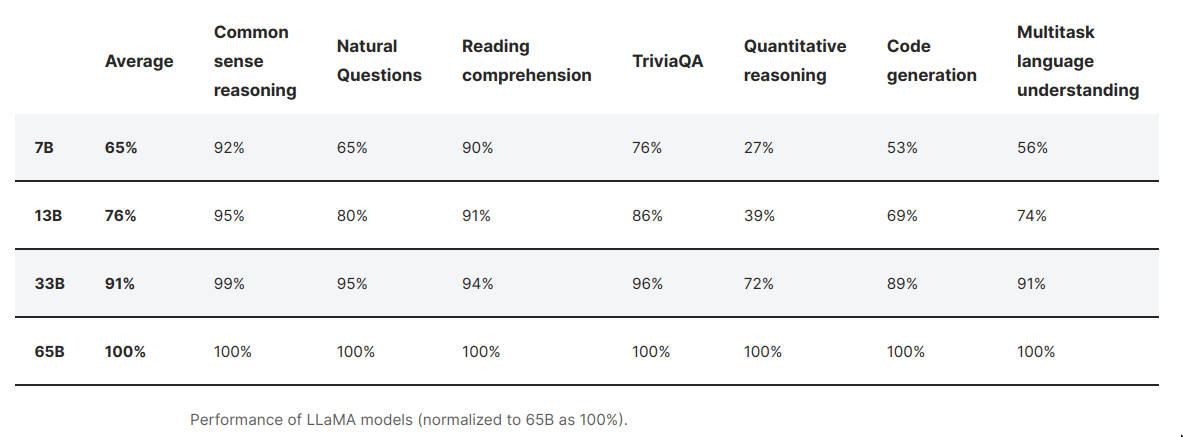 Average Common sense reasoning Natural Questions Reading comprehension TriviaQA Quantitative reasoning Code generation Multitask language understanding
7B 65% 92% 65% 90% 76% 27% 53% 56%
13B 76% 95% 80% 91% 86% 39% 69% 74%
33B 91% 99% 95% 94% 96% 72% 89% 91%
65B 100% 100% 100% 100% 100% 100% 100% 100%
Performance of LLaMA models (normalized to 65B as 100%).